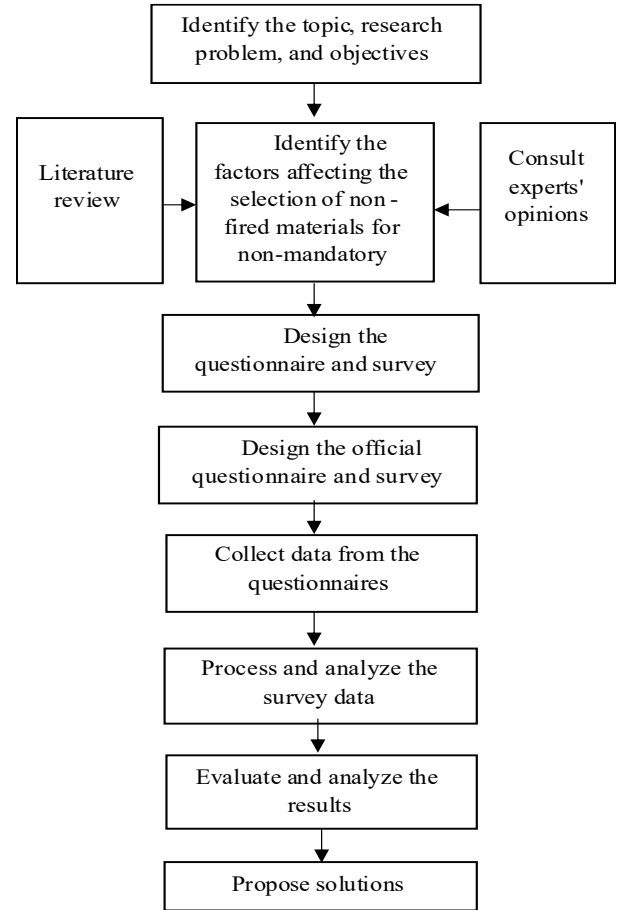 Identify the topic, research
problem, and objectives
Literature
review
Identify the
factors affecting the
selection of non -
fired materials for
non-mandatory
Consult
experts'
opinions
Design the
questionnaire and survey
Design the official
questionnaire and survey
Collect data from the
questionnaires
Process and analyze the
survey data
Evaluate and analyze the
results
Propose solutions